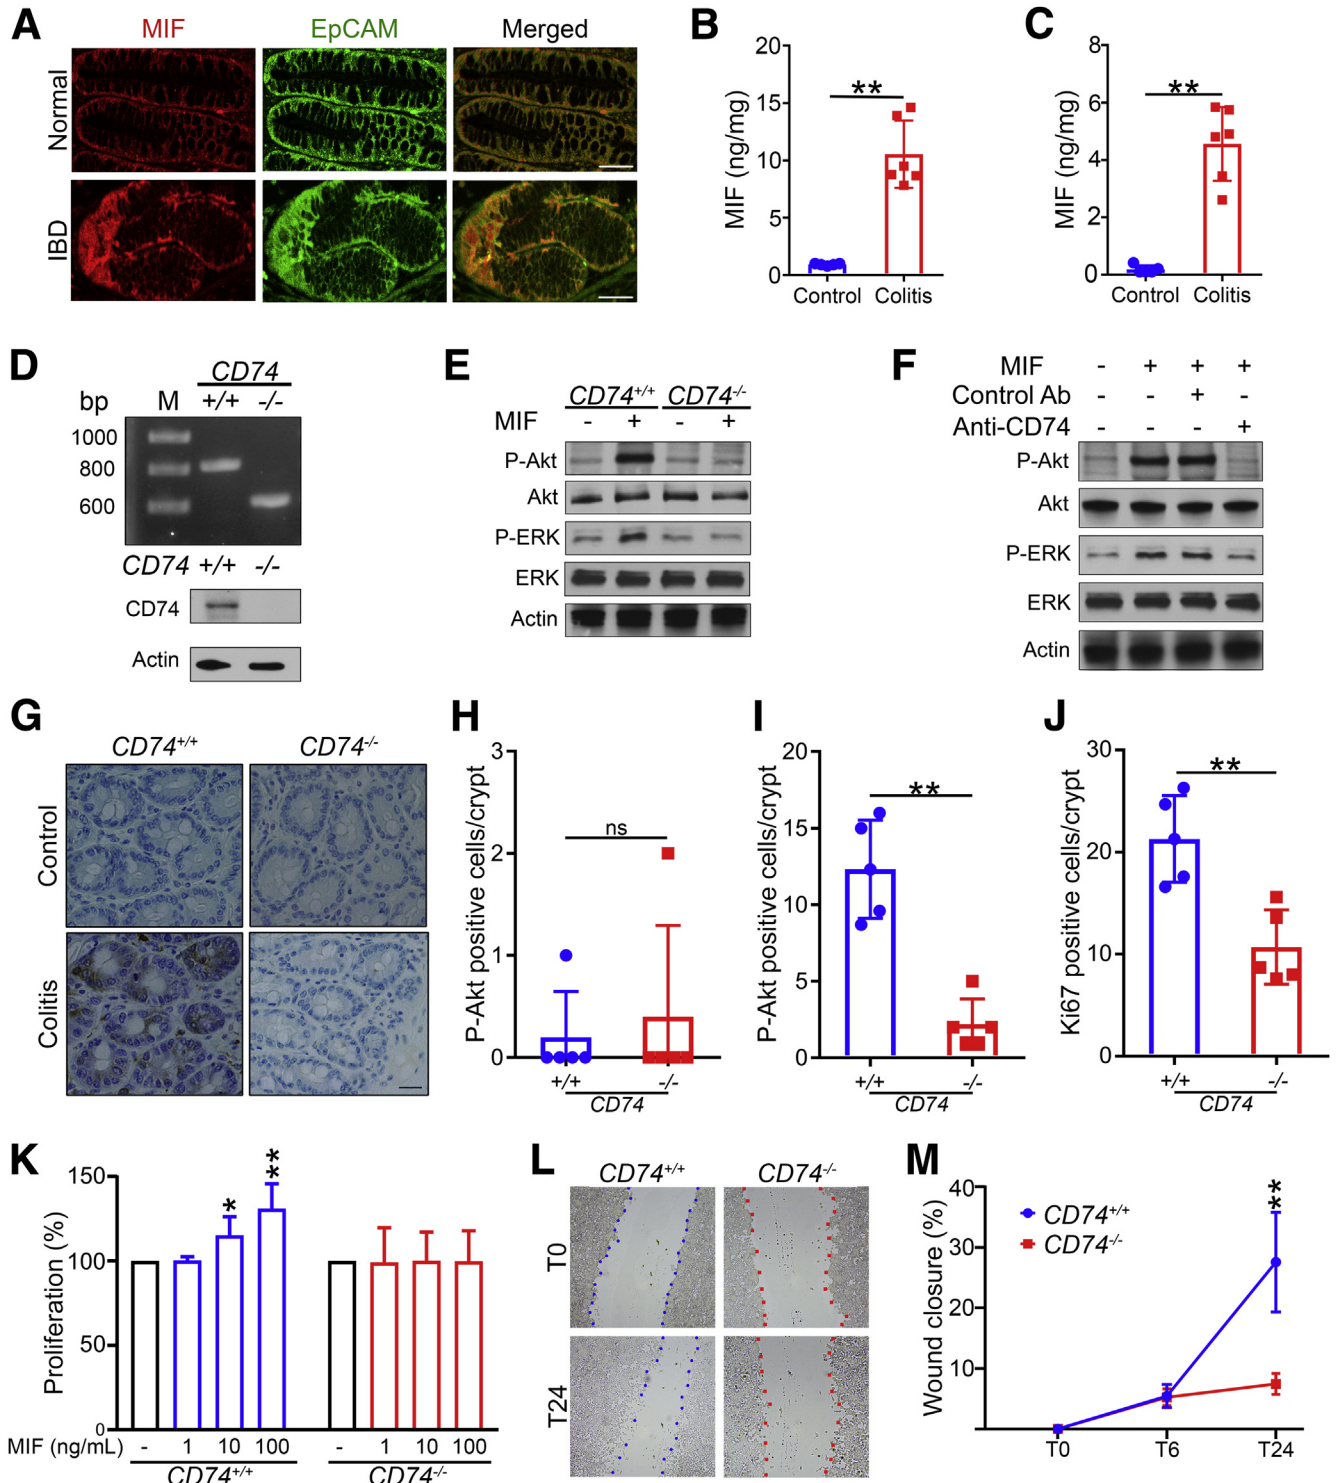 A
MIF EpCAM Merged
Normal
IBD
B
MIF (ng/mg)
20
15
10
5
0
**
Control Colitis
C
MIF (ng/mg)
8
6
4
2
0
**
Control Colitis
D
CD74
bp M +/+ -/-
1000
800
600
CD74 +/+ -/-
CD74
Actin
E
CD74+/+ CD74-/-
MIF - + - +
P-Akt
Akt
P-ERK
ERK
Actin
F
MIF - + + +
Control Ab - - + -
Anti-CD74 - - - +
P-Akt
Akt
P-ERK
ERK
Actin
G
CD74+/+ CD74-/-
Control
Colitis
H
P-Akt positive cells/crypt
3
2
1
0
ns
+/+ -/-
CD74
I
P-Akt positive cells/crypt
20
15
10
5
0
**
+/+ -/-
CD74
J
Ki67 positive cells/crypt
30
20
10
0
**
+/+ -/-
CD74
K
Proliferation (%)
150
100
50
0
*
**
MIF (ng/mL) - 1 10 100 - 1 10 100
CD74+/+ CD74-/-
L
CD74+/+ CD74-/-
T0
T24
M
Wound closure (%)
40
30
20
10
CD74+/+
CD74-/-
**
T0 T6 T24